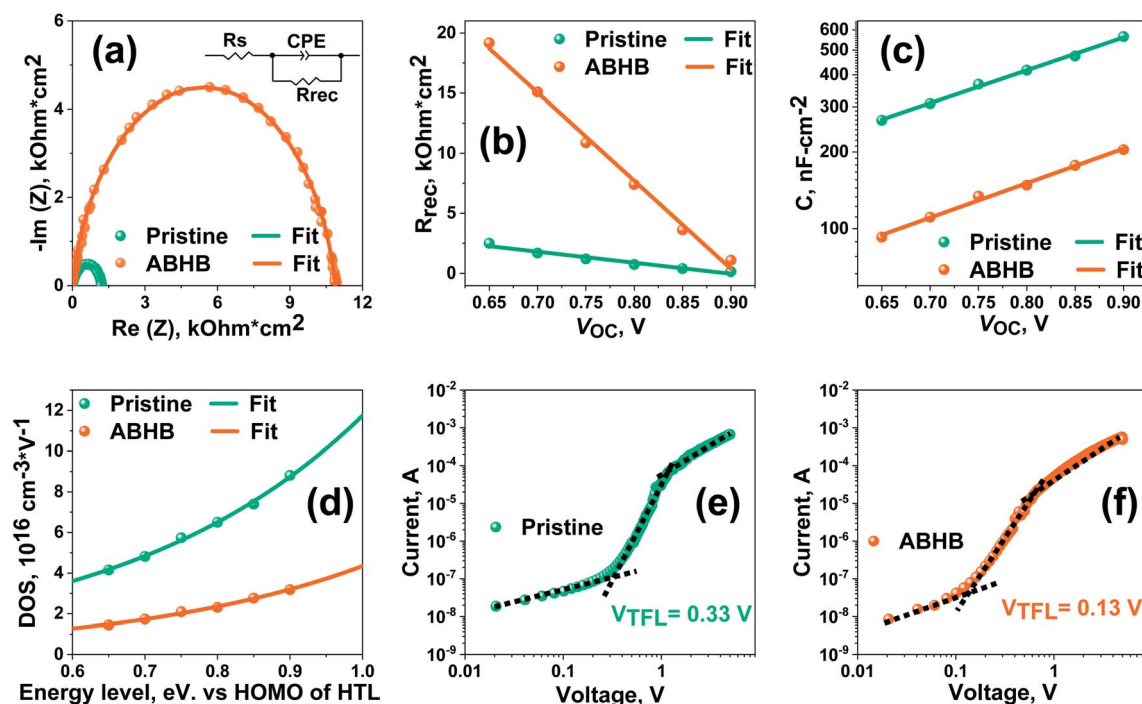 (a)
Rs
CPE
Rrec
6
4
2
0
-Im (Z), kOhm*cm2
Pristine
Fit
ABHB
Fit
0
3
6
9
12
Re (Z), kOhm*cm2
(b)
Pristine
Fit
ABHB
Fit
20
15
10
5
0
Rrec, kOhm*cm2
0.65
0.70
0.75
0.80
0.85
0.90
VOC, V
(c)
600
500
400
300
200
100
C, nF-cm-2
Pristine
Fit
ABHB
Fit
0.65
0.70
0.75
0.80
0.85
0.90
VOC, V
(d)
Pristine
Fit
ABHB
Fit
12
10
8
6
4
2
0
DOS, 1016 cm-3*V-1
0.6
0.7
0.8
0.9
1.0
Energy level, eV. vs HOMO of HTL
(e)
10-2
10-3
10-4
10-5
10-6
10-7
10-8
10-9
Current, A
Pristine
VTFL= 0.33 V
0.01
0.1
1
Voltage, V
(f)
10-2
10-3
10-4
10-5
10-6
10-7
10-8
10-9
Current, A
ABHB
VTFL= 0.13 V
0.01
0.1
1
Voltage, V